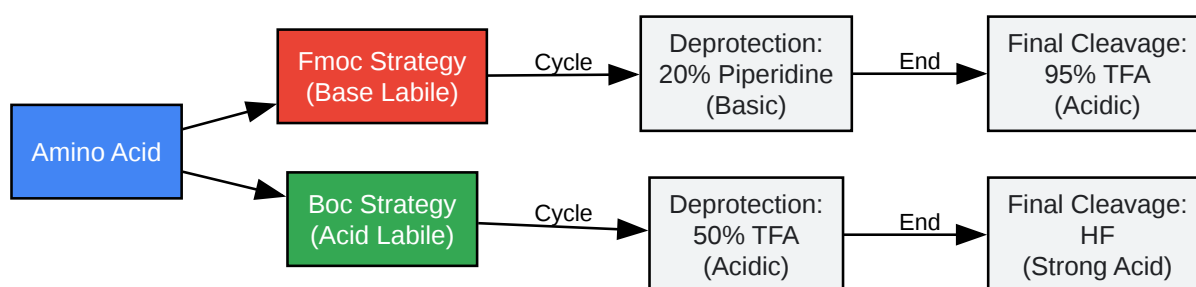 Amino Acid
Fmoc Strategy
(Base Labile)
Cycle
Deprotection:
20% Piperidine
(Basic)
End
Final Cleavage:
95% TFA
(Acidic)
Boc Strategy
(Acid Labile)
Cycle
Deprotection:
50% TFA
(Acidic)
End
Final Cleavage:
HF
(Strong Acid)